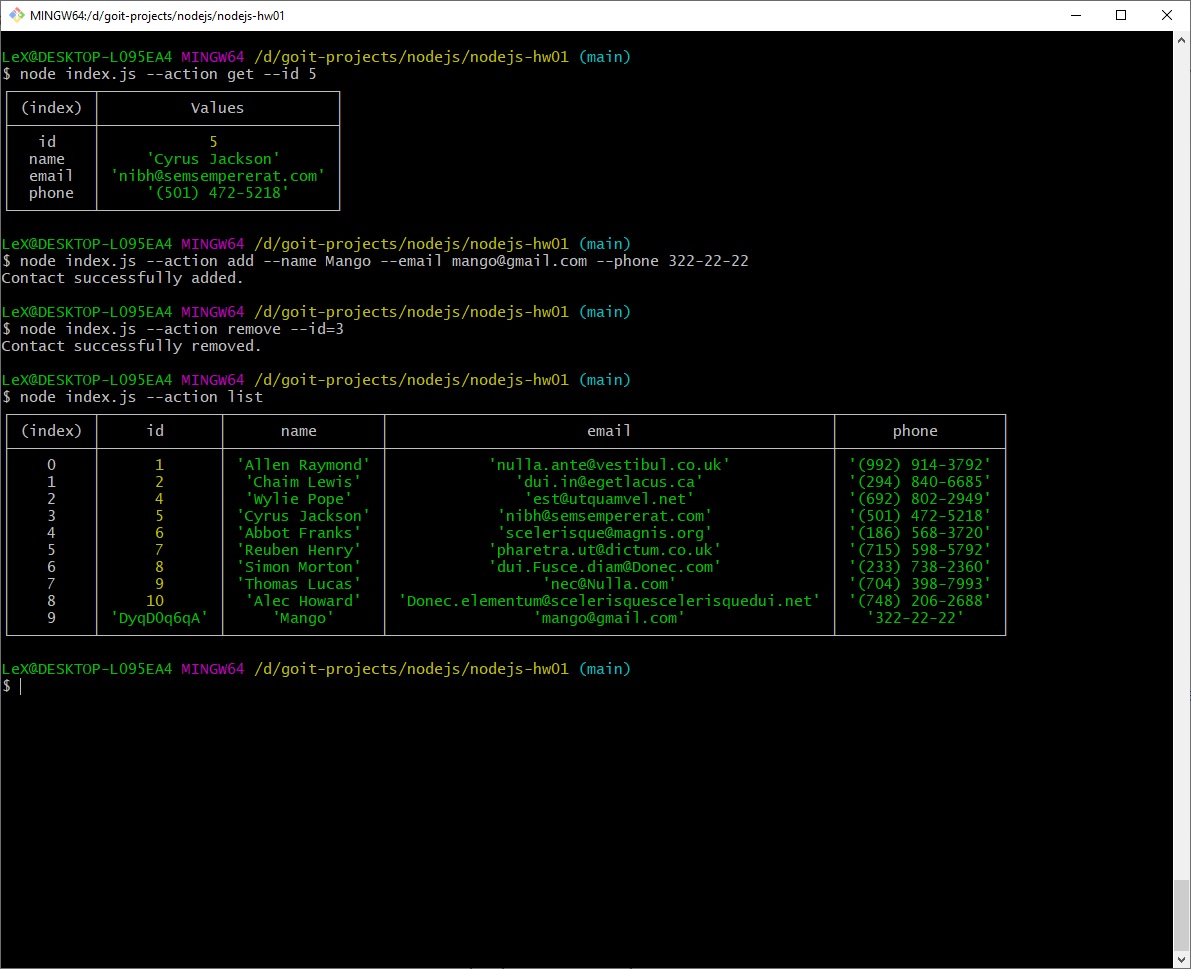 MINGW64:/d/goit-projects/nodejs/nodejs-hw01
LeX@DESKTOP-LO95EA4 MINGW64 /d/goit-projects/nodejs/nodejs-hw01 (main)
$ node index.js --action get --id 5
(index) Values
id 5
name 'Cyrus Jackson'
email 'nibh@semsempererat.com'
phone '(501) 472-5218'
LeX@DESKTOP-LO95EA4 MINGW64 /d/goit-projects/nodejs/nodejs-hw01 (main)
$ node index.js --action add --name Mango --email mango@gmail.com --phone 322-22-22
Contact successfully added.
LeX@DESKTOP-LO95EA4 MINGW64 /d/goit-projects/nodejs/nodejs-hw01 (main)
$ node index.js --action remove --id=3
Contact successfully removed.
LeX@DESKTOP-LO95EA4 MINGW64 /d/goit-projects/nodejs/nodejs-hw01 (main)
$ node index.js --action list
(index) id name email phone
0 1 'Allen Raymond' 'nulla.ante@vestibul.co.uk' '(992) 914-3792'
1 2 'Chaim Lewis' 'dui.in@egetlacus.ca' '(294) 840-6685'
2 4 'Wylie Pope' 'est@utquamvel.net' '(692) 802-2949'
3 5 'Cyrus Jackson' 'nibh@semsempererat.com' '(501) 472-5218'
4 6 'Abbot Franks' 'scelerisque@magnis.org' '(186) 568-3720'
5 7 'Reuben Henry' 'pharetra.ut@dictum.co.uk' '(715) 598-5792'
6 8 'Simon Morton' 'dui.Fusce.diam@Donec.com' '(233) 738-2360'
7 9 'Thomas Lucas' 'nec@Nulla.com' '(704) 398-7993'
8 10 'Alec Howard' 'Donec.elementum@scelerisquescelerisquedui.net' '(748) 206-2688'
9 'DyqDOq6qA' 'Mango' 'mango@gmail.com' '322-22-22'
LeX@DESKTOP-LO95EA4 MINGW64 /d/goit-projects/nodejs/nodejs-hw01 (main)
$